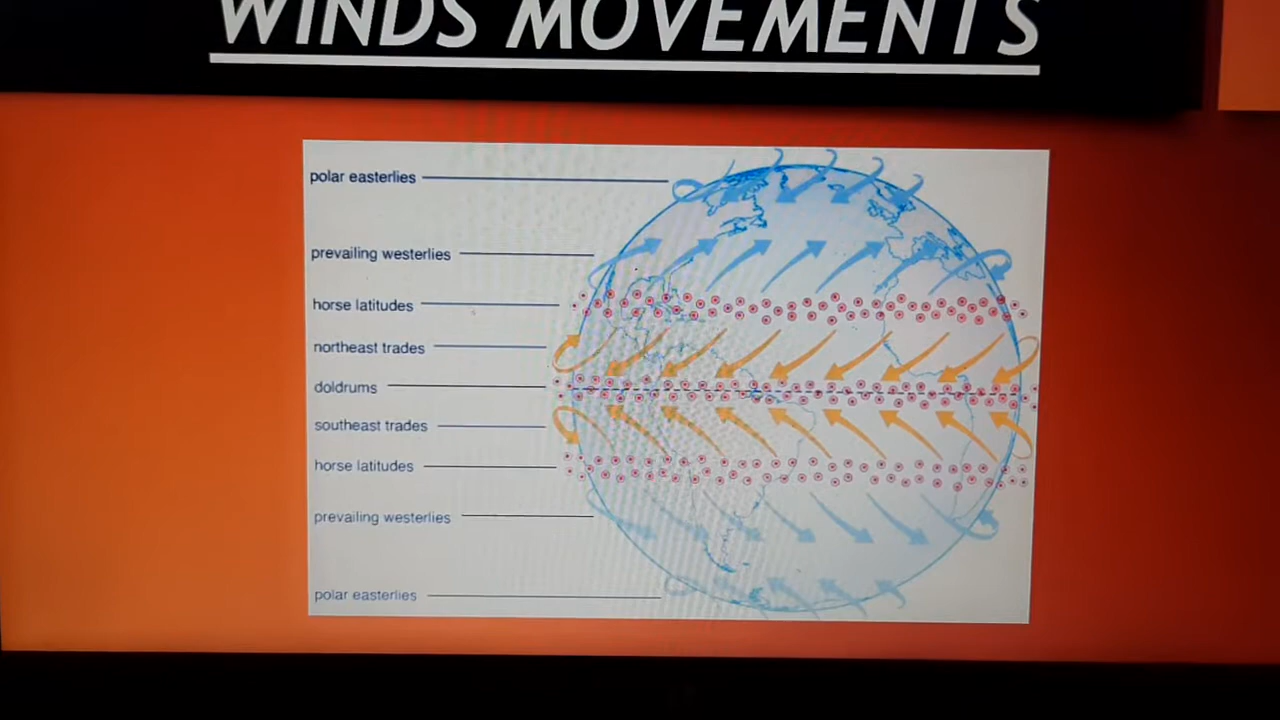 WINDS MOVEMENTS
polar easterlies
prevailing westerlies
horse latitudes
northeast trades
doldrums
southeast trades
horse latitudes
prevailing westerlies
polar easterlies